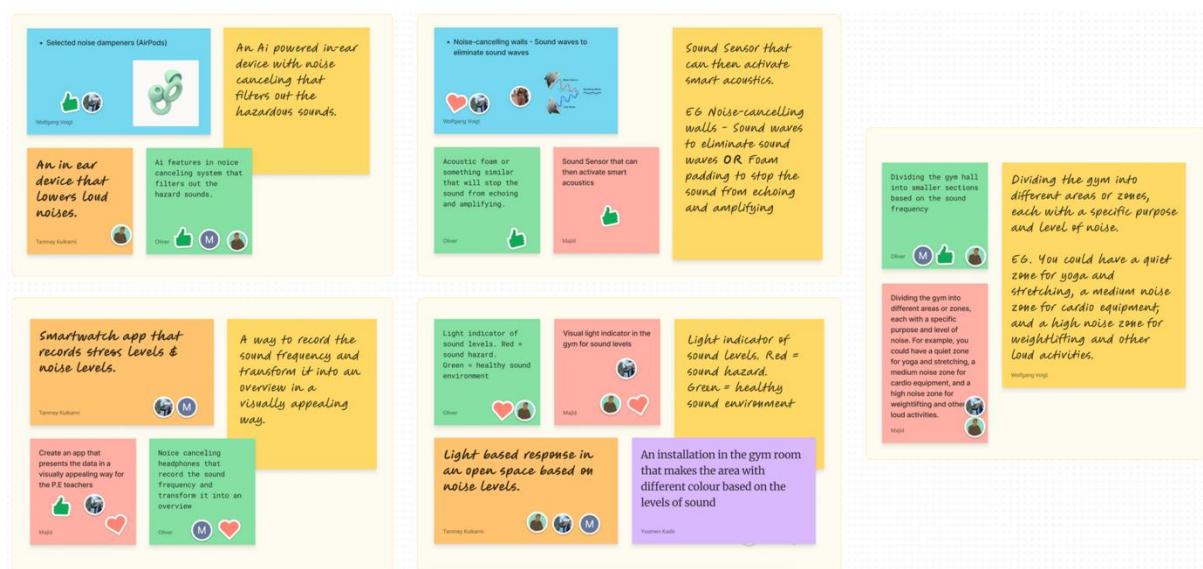 • Selected noise dampeners (AirPods)
Wolfgang Voigt
An Ai powered in-ear
device with noise
canceling that
filters out the
hazardous sounds.
An in ear
device that
lowers loud
noises.
Tanmay Kulkarni
Ai features in noice
canceling system that
filters out the
hazard sounds.
Oliver
M
• Noise-cancelling walls - Sound waves to
eliminate sound waves
Wolfgang Voigt
Sound Sensor that
can then activate
smart acoustics.
EG Noise-cancelling
walls - Sound waves
to eliminate sound
waves OR Foam
padding to stop the
sound from echoing
and amplifying
Acoustic foam or
something similar
that will stop the
sound from echoing
and amplifying.
Oliver
Sound Sensor that can
then activate smart
acoustics
Majid
Dividing the gym hall
into smaller sections
based on the sound
frequency
Oliver
M
Dividing the gym into
different areas or zones,
each with a specific purpose
and level of noise.
EG. You could have a quiet
zone for yoga and
stretching, a medium noise
zone for cardio equipment,
and a high noise zone for
weightlifting and other
loud activities.
Wolfgang Voigt
Dividing the gym into
different areas or zones,
each with a specific
purpose and level of
noise. For example, you
could have a quiet zone
for yoga and stretching, a
medium noise zone for
cardio equipment, and a
high noise zone for
weightlifting and other
loud activities.
Majid
Smartwatch app that
records stress levels &
noise levels.
Tanmay Kulkarni
M
A way to record the
sound frequency and
transform it into an
overview in a
visually appealing
way.
Create an app that
presents the data in a
visually appealing way for
the P.E teachers
Majid
Noice canceling
headphones that
record the sound
frequency and
transform it into an
overview
Oliver
M
Light indicator of
sound levels. Red =
sound hazard.
Green = healthy sound
environment
Oliver
Visual light indicator in the
gym for sound levels
Majid
Light indicator of
sound levels. Red =
sound hazard.
Green = healthy
sound environment
Light based response in
an open space based on
noise levels.
Tanmay Kulkarni
M
An installation in the gym room
that makes the area with
different colour based on the
levels of sound
Yusmen Kadir